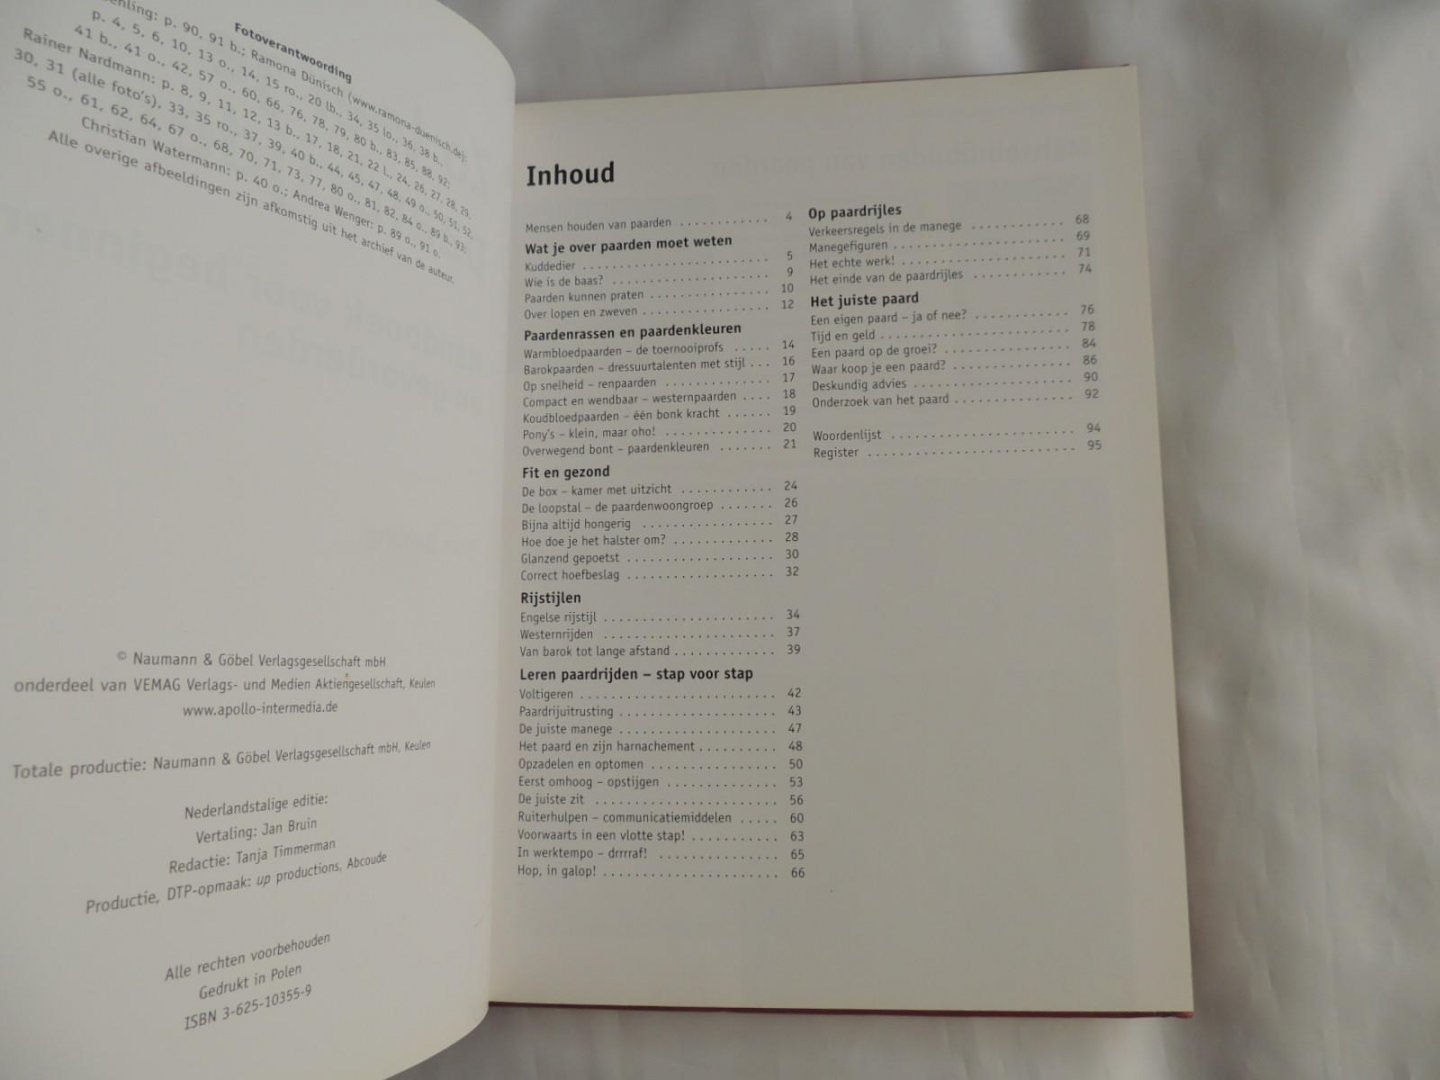 Fotoverantwoording
p. 90, 91 b.; Ramona Dünisch (www.ramona-duenisch.de):
p. 4, 5, 6, 10, 13 o., 14, 15 ro., 20 lb., 34, 35 lo., 36, 38 b.,
41 b., 41 o., 42, 57 o., 60, 66, 76, 78, 79, 80 b., 83, 85, 88, 92;
Rainer Nardmann: p. 8, 9, 11, 12, 13 b., 17, 18, 21, 22 l., 24, 26, 27, 28, 29,
30, 31 (alle foto's), 33, 35 ro., 37, 39, 40 b., 44, 45, 47, 48, 49 o., 50, 51, 52,
55 o., 61, 62, 64, 67 o., 68, 70, 71, 73, 77, 80 o., 81, 82, 84 o., 89 b., 93;
Christian Watermann: p. 40 o.; Andrea Wenger: p. 89 o., 91 o.
Alle overige afbeeldingen zijn afkomstig uit het archief van de auteur.
© Naumann & Göbel Verlagsgesellschaft mbH
onderdeel van VEMAG Verlags- und Medien Aktiengesellschaft, Keulen
www.apollo-intermedia.de
Totale productie: Naumann & Göbel Verlagsgesellschaft mbH, Keulen
Nederlandstalige editie:
Vertaling: Jan Bruin
Redactie: Tanja Timmerman
Productie, DTP-opmaak: up productions, Abcoude
Alle rechten voorbehouden
Gedrukt in Polen
ISBN 3-625-10355-9
Inhoud
Mensen houden van paarden . . . . . . . . . . . . 4
Wat je over paarden moet weten
Kuddedier . . . . . . . . . . . . . . . . . . . . . . . . 5
Wie is de baas? . . . . . . . . . . . . . . . . . . . . 9
Paarden kunnen praten . . . . . . . . . . . . . . . 10
Over lopen en zweven . . . . . . . . . . . . . . . . 12
Paardenrassen en paardenkleuren
Warmbloedpaarden – de toernooiprofs . . . . . 14
Barokpaarden – dressuurtalenten met stijl . . . 16
Op snelheid – renpaarden . . . . . . . . . . . . . 17
Compact en wendbaar – westernpaarden . . . . 18
Koudbloedpaarden – één bonk kracht . . . . . . 19
Pony's – klein, maar oho! . . . . . . . . . . . . . 20
Overwegend bont – paardenkleuren . . . . . . . 21
Fit en gezond
De box – kamer met uitzicht . . . . . . . . . . . . 24
De loopstal – de paardenwoongroep . . . . . . . 26
Bijna altijd hongerig . . . . . . . . . . . . . . . . . 27
Hoe doe je het halster om? . . . . . . . . . . . . . 28
Glanzend gepoetst . . . . . . . . . . . . . . . . . . . 30
Correct hoefbeslag . . . . . . . . . . . . . . . . . . . 32
Rijstijlen
Engelse rijstijl . . . . . . . . . . . . . . . . . . . . . . 34
Westernrijden . . . . . . . . . . . . . . . . . . . . . . 37
Van barok tot lange afstand . . . . . . . . . . . . . 39
Leren paardrijden – stap voor stap
Voltigeren . . . . . . . . . . . . . . . . . . . . . . . . . 42
Paardrijuitrusting . . . . . . . . . . . . . . . . . . . . 43
De juiste manege . . . . . . . . . . . . . . . . . . . . 47
Het paard en zijn harnachement . . . . . . . . . . 48
Opzadelen en optomen . . . . . . . . . . . . . . . . 50
Eerst omhoog – opstijgen . . . . . . . . . . . . . . 53
De juiste zit . . . . . . . . . . . . . . . . . . . . . . . 56
Ruiterhulpen – communicatiemiddelen . . . . . 60
Voorwaarts in een vlotte stap! . . . . . . . . . . . 63
In werktempo – drrrraf! . . . . . . . . . . . . . . . 65
Hop, in galop! . . . . . . . . . . . . . . . . . . . . . . 66
Op paardrijles
Verkeersregels in de manege . . . . . . . . . . . . 68
Manegefiguren . . . . . . . . . . . . . . . . . . . . . . 69
Het echte werk! . . . . . . . . . . . . . . . . . . . . . 71
Het einde van de paardrijles . . . . . . . . . . . . 74
Het juiste paard
Een eigen paard – ja of nee? . . . . . . . . . . . . 76
Tijd en geld . . . . . . . . . . . . . . . . . . . . . . . . 78
Een paard op de groei? . . . . . . . . . . . . . . . . 84
Waar koop je een paard? . . . . . . . . . . . . . . . 86
Deskundig advies . . . . . . . . . . . . . . . . . . . . 90
Onderzoek van het paard . . . . . . . . . . . . . . . 92
Woordenlijst . . . . . . . . . . . . . . . . . . . . . . . 94
Register . . . . . . . . . . . . . . . . . . . . . . . . . . 95